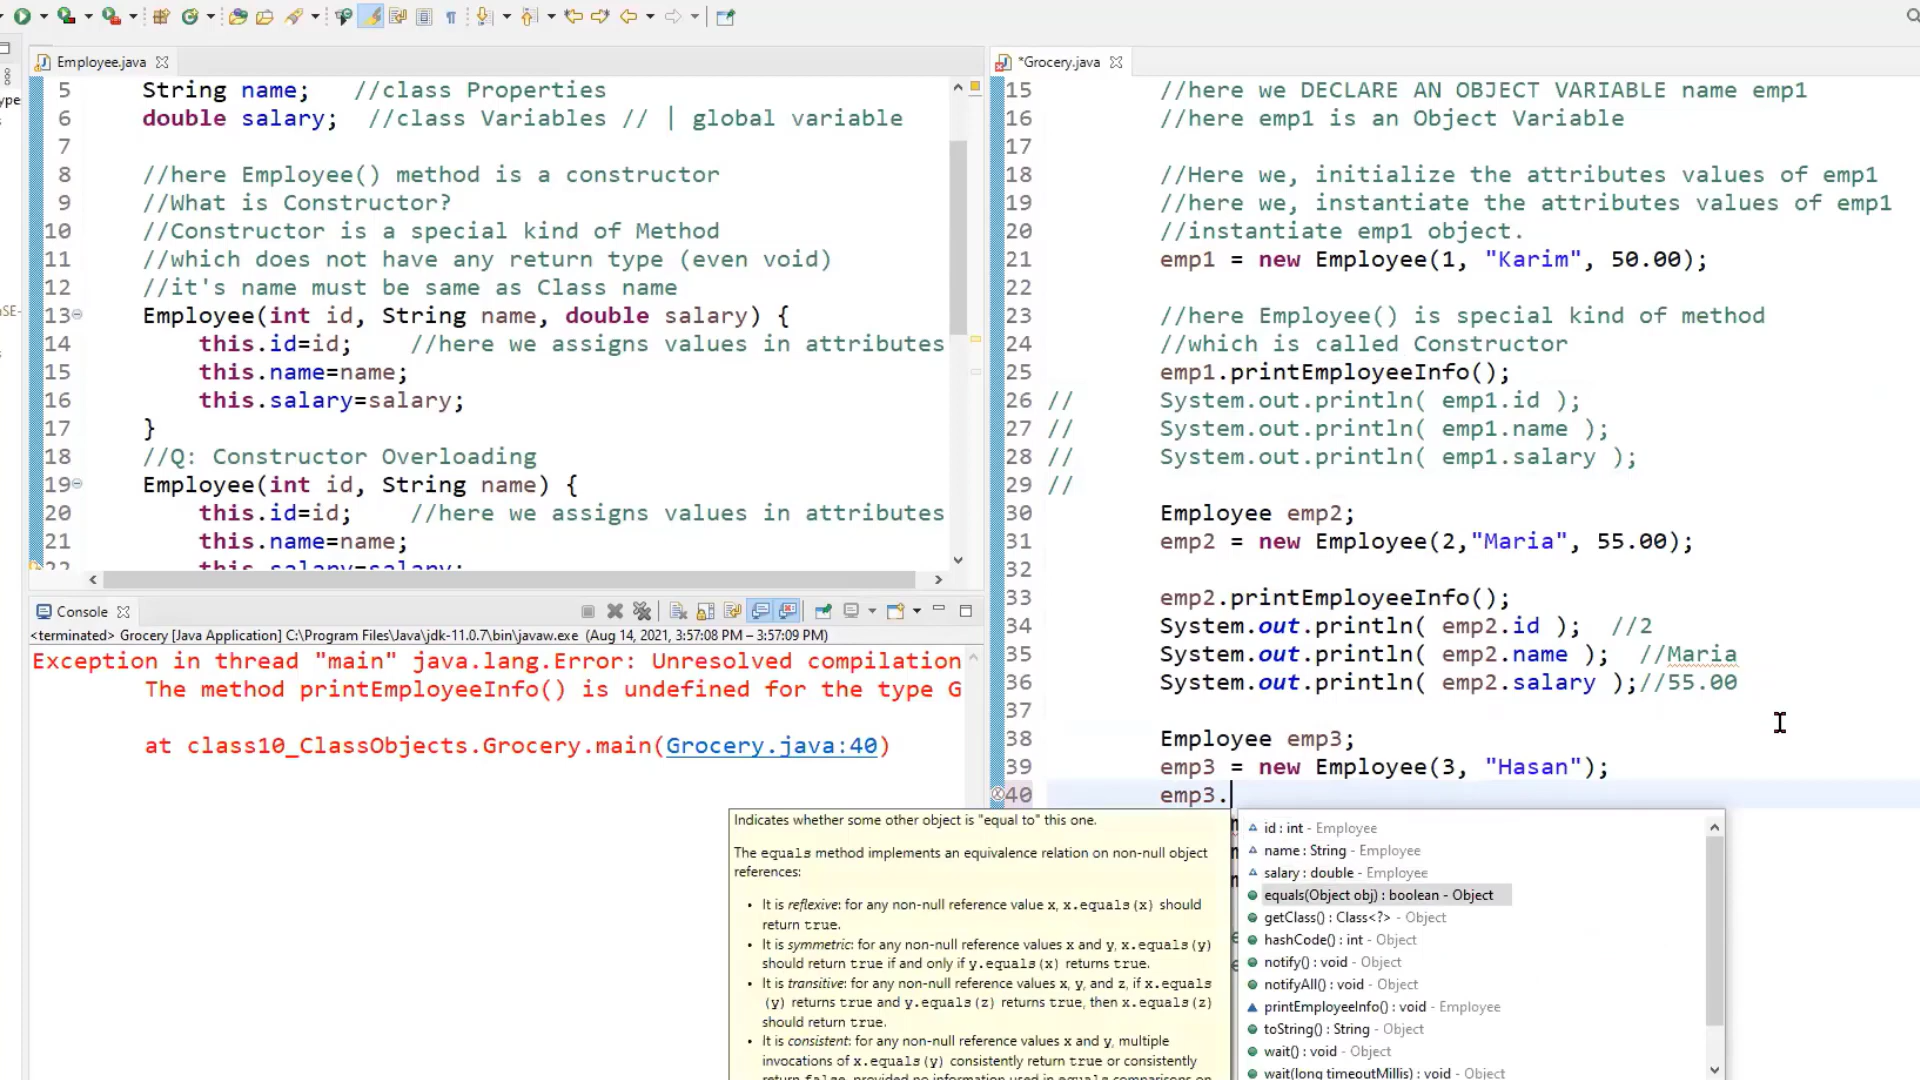 Employee.java
5 String name; //class Properties
6 double salary; //class Variables // | global variable
7
8 //here Employee() method is a constructor
9 //What is Constructor?
10 //Constructor is a special kind of Method
11 //which does not have any return type (even void)
12 //it's name must be same as Class name
13 Employee(int id, String name, double salary) {
14 this.id=id; //here we assigns values in attributes
15 this.name=name;
16 this.salary=salary;
17 }
18 //Q: Constructor Overloading
19 Employee(int id, String name) {
20 this.id=id; //here we assigns values in attributes
21 this.name=name;
22 this.salary=salary;
Console
<terminated> Grocery [Java Application] C:\Program Files\Java\jdk-11.0.7\bin\javaw.exe (Aug 14, 2021, 3:57:08 PM – 3:57:09 PM)
Exception in thread "main" java.lang.Error: Unresolved compilation
The method printEmployeeInfo() is undefined for the type G
at class10_ClassObjects.Grocery.main(Grocery.java:40)
*Grocery.java
15 //here we DECLARE AN OBJECT VARIABLE name emp1
16 //here emp1 is an Object Variable
17
18 //Here we, initialize the attributes values of emp1
19 //here we, instantiate the attributes values of emp1
20 //instantiate emp1 object.
21 emp1 = new Employee(1, "Karim", 50.00);
22
23 //here Employee() is special kind of method
24 //which is called Constructor
25 emp1.printEmployeeInfo();
26 // System.out.println( emp1.id );
27 // System.out.println( emp1.name );
28 // System.out.println( emp1.salary );
29 //
30 Employee emp2;
31 emp2 = new Employee(2,"Maria", 55.00);
32
33 emp2.printEmployeeInfo();
34 System.out.println( emp2.id ); //2
35 System.out.println( emp2.name ); //Maria
36 System.out.println( emp2.salary );//55.00
37
38 Employee emp3;
39 emp3 = new Employee(3, "Hasan");
40 emp3.
Indicates whether some other object is "equal to" this one.
The equals method implements an equivalence relation on non-null object
references:
• It is reflexive: for any non-null reference value x, x.equals(x) should
return true.
• It is symmetric: for any non-null reference values x and y, x.equals(y)
should return true if and only if y.equals(x) returns true.
• It is transitive: for any non-null reference values x, y, and z, if x.equals
(y) returns true and y.equals(z) returns true, then x.equals(z)
should return true.
• It is consistent: for any non-null reference values x and y, multiple
invocations of x.equals(y) consistently return true or consistently
return false, provided no information used in equals comparisons on
id : int - Employee
name : String - Employee
salary : double - Employee
equals(Object obj) : boolean - Object
getClass() : Class<?> - Object
hashCode() : int - Object
notify() : void - Object
notifyAll() : void - Object
printEmployeeInfo() : void - Employee
toString() : String - Object
wait() : void - Object
wait(long timeoutMillis) : void - Object